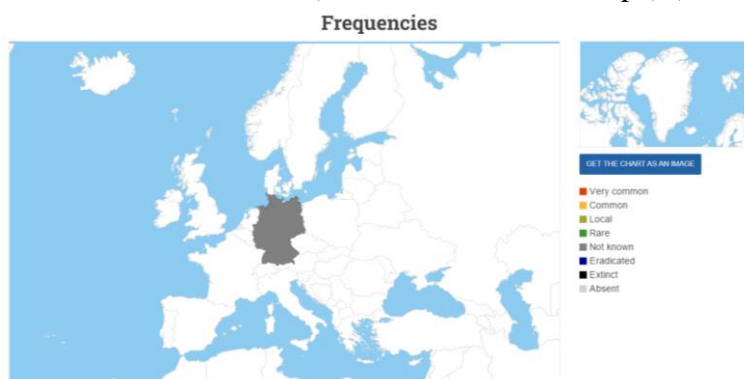 Frequencies
GET THE CHART AS AN IMAGE
Very common
Common
Local
Rare
Not known
Eradicated
Extinct
Absent